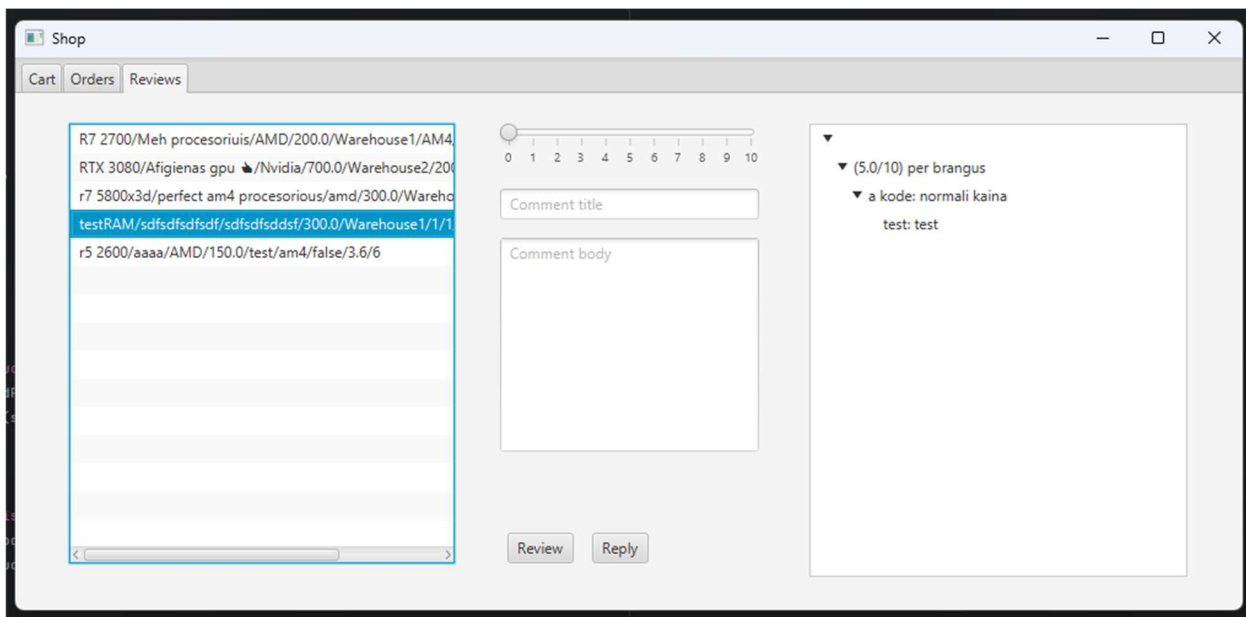 Shop
Cart Orders Reviews
R7 2700/Meh procesoriuis/AMD/200.0/Warehouse1/AM4/
RTX 3080/Afigienas gpu 👍/Nvidia/700.0/Warehouse2/200
r7 5800x3d/perfect am4 procesorious/amd/300.0/Wareho
testRAM/sdfsdfsdfsdf/sdfsdfsddsf/300.0/Warehouse1/1/1
r5 2600/aaaa/AMD/150.0/test/am4/false/3.6/6
0 1 2 3 4 5 6 7 8 9 10
Comment title
Comment body
Review Reply
(5.0/10) per brangus
a kode: normali kaina
test: test